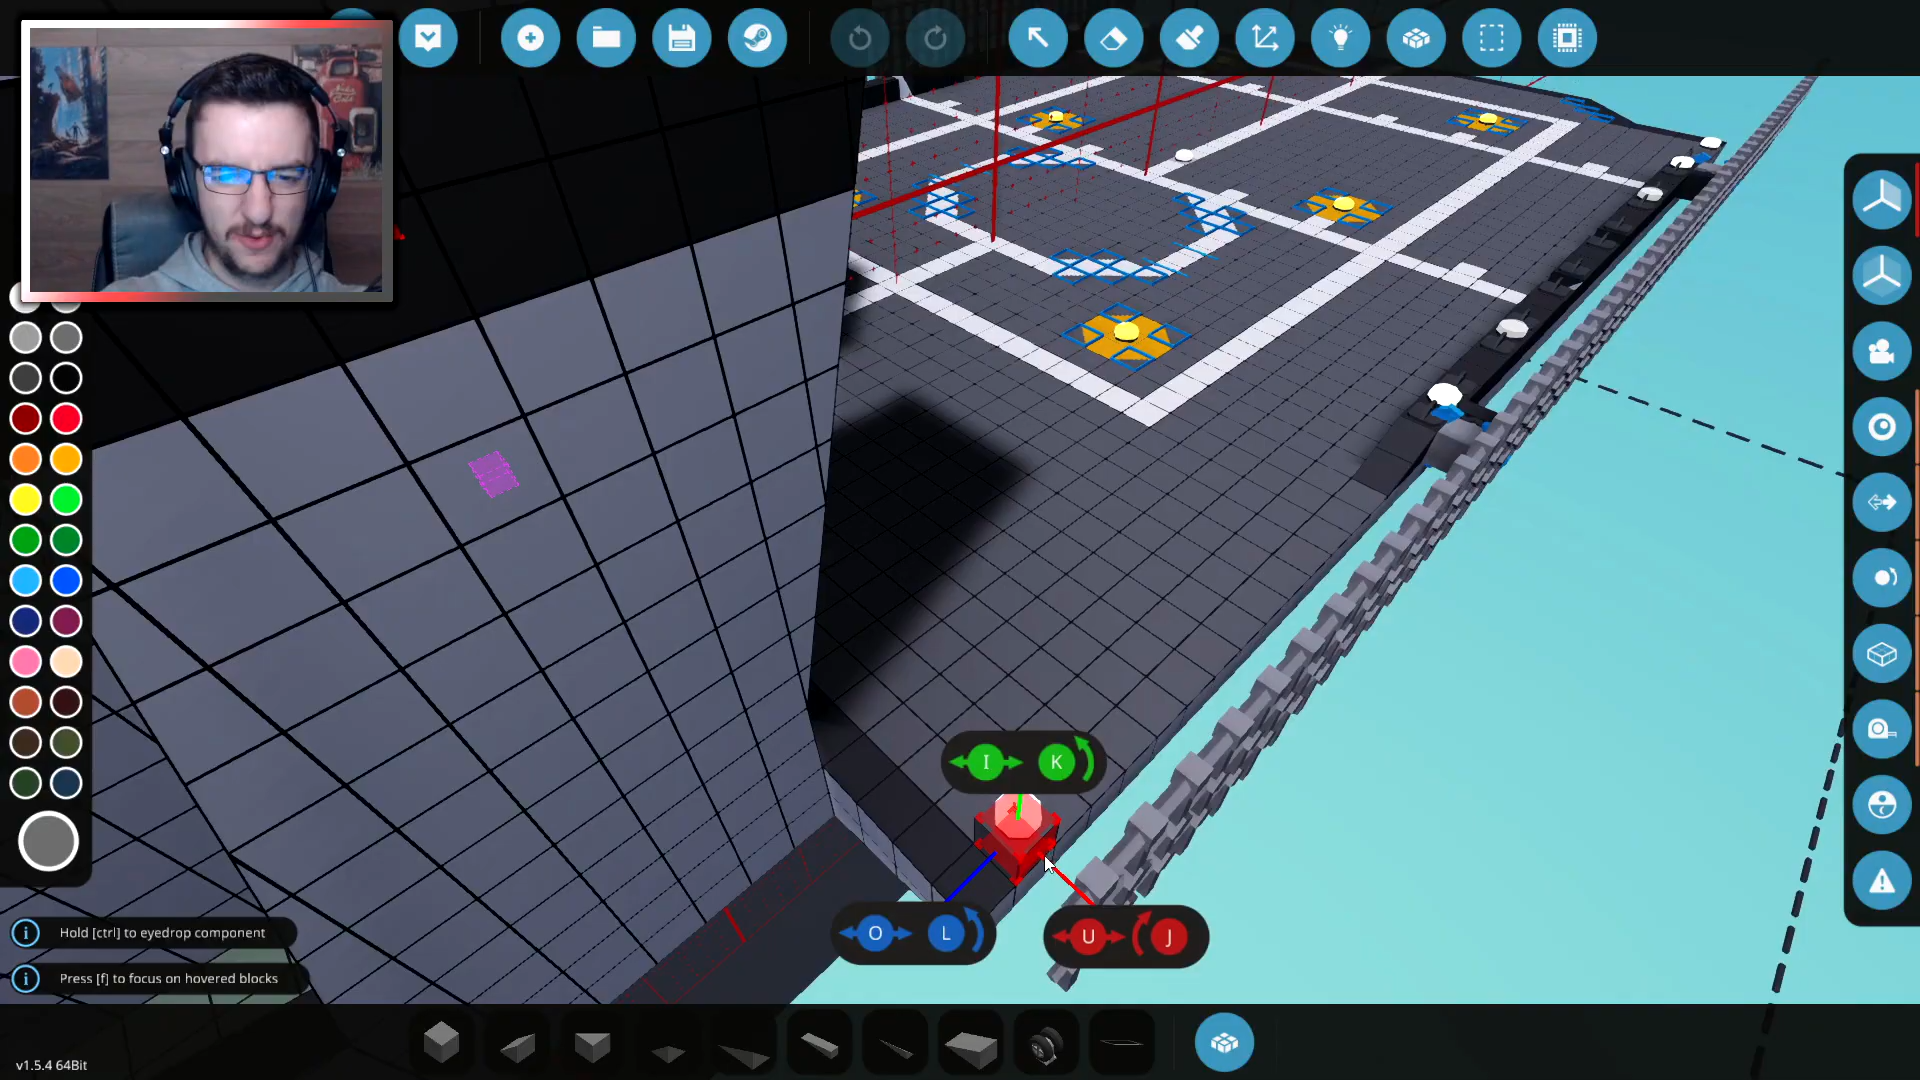 I K
O L
U J
Hold [ctrl] to eyedrop component
Press [f] to focus on hovered blocks
v1.5.4 64Bit